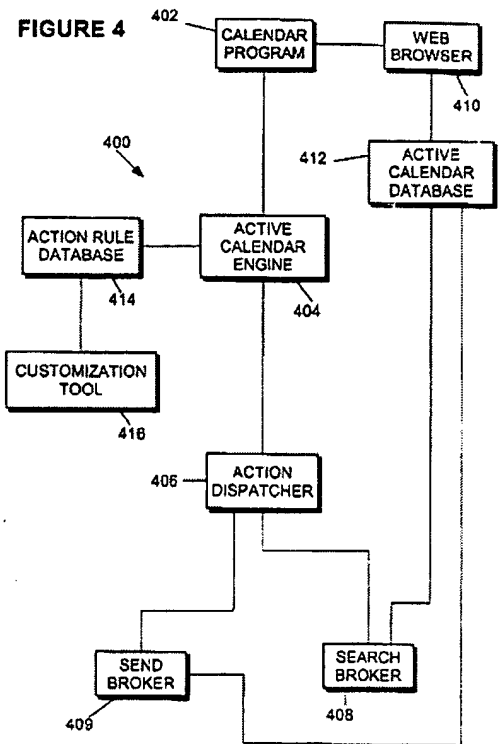 FIGURE 4
402
CALENDAR
PROGRAM
WEB
BROWSER
410
400
412
ACTIVE
CALENDAR
DATABASE
ACTION RULE
DATABASE
414
ACTIVE
CALENDAR
ENGINE
404
CUSTOMIZATION
TOOL
416
406
ACTION
DISPATCHER
SEND
BROKER
409
SEARCH
BROKER
408